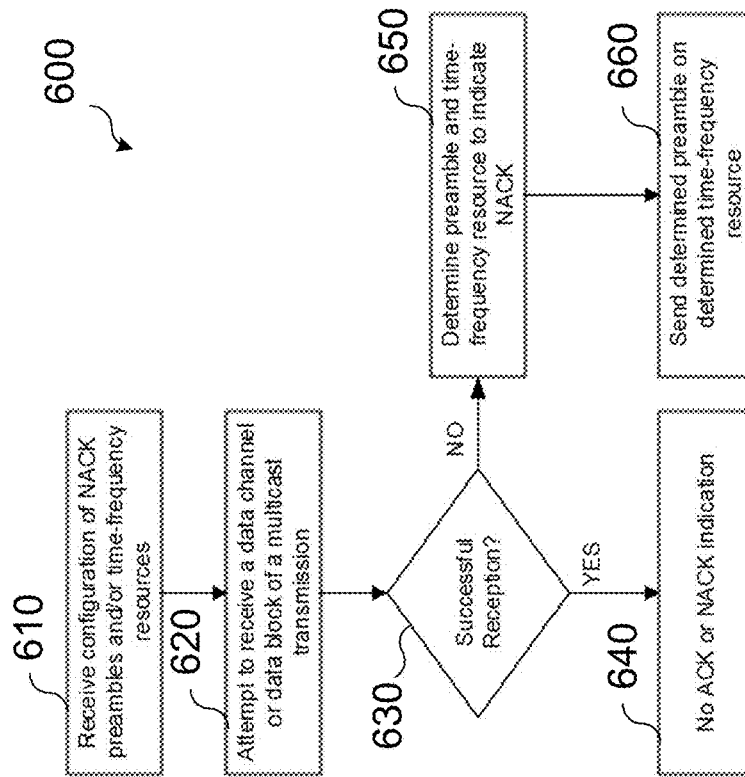 600
610
Receive configuration of NACK
preambles and/or time-frequency
resources
620
Attempt to receive a data channel
or data block of a multicast
transmission
630
Successful
Reception?
NO
YES
640
No ACK or NACK indication
650
Determine preamble and time-
frequency resource to indicate
NACK
660
Send determined preamble on
determined time-frequency
resource